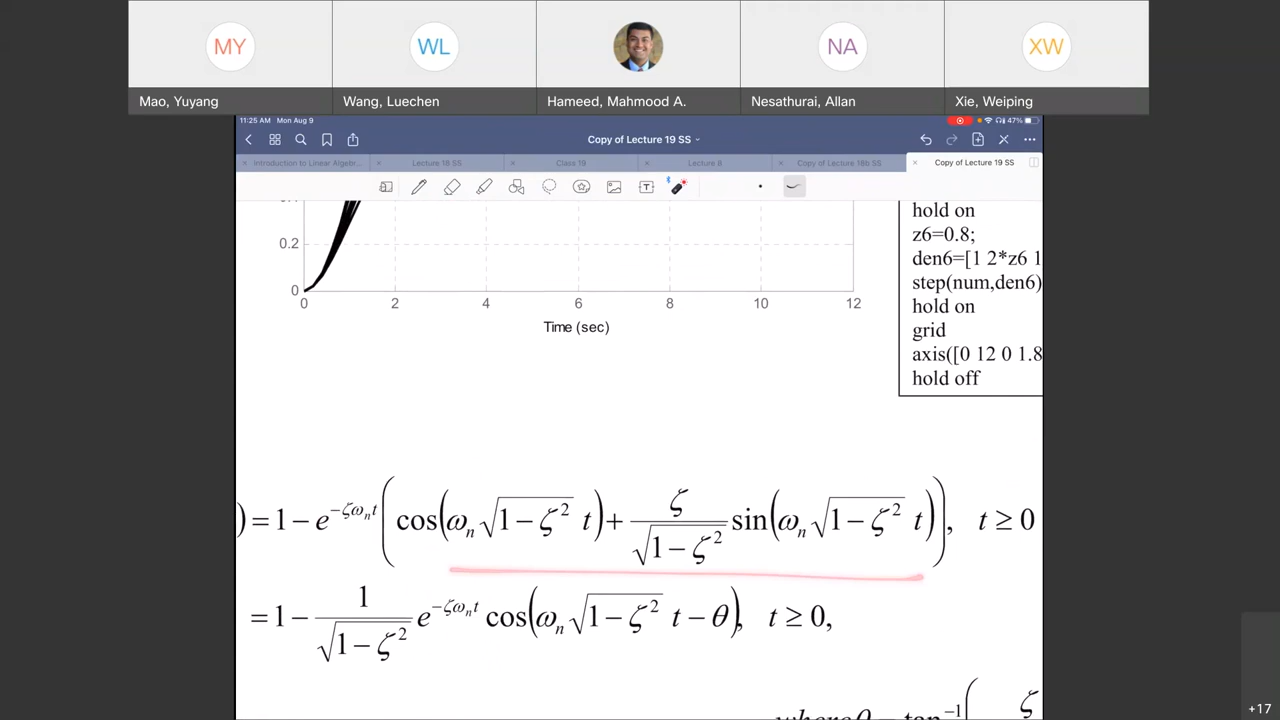 MY
WL
NA
XW
Mao, Yuyang
Wang, Luechen
Hameed, Mahmood A.
Nesathurai, Allan
Xie, Weiping
11:25 AM Mon Aug 9
47%
Copy of Lecture 19 SS
Introduction to Linear Algebr...
Lecture 18 SS
Class 19
Lecture 8
Copy of Lecture 18b SS
Copy of Lecture 19 SS
0.2
0
0 2 4 6 8 10 12
Time (sec)
hold on
z6=0.8;
den6=[1 2*z6 1
step(num,den6)
hold on
grid
axis([0 12 0 1.8
hold off
) = 1 − e^{−ζω_n t} ( cos(ω_n √(1 − ζ²) t) + ζ/√(1 − ζ²) sin(ω_n √(1 − ζ²) t) ), t ≥ 0
= 1 − 1/√(1 − ζ²) e^{−ζω_n t} cos(ω_n √(1 − ζ²) t − θ), t ≥ 0,
where θ = tan⁻¹( ζ
+17